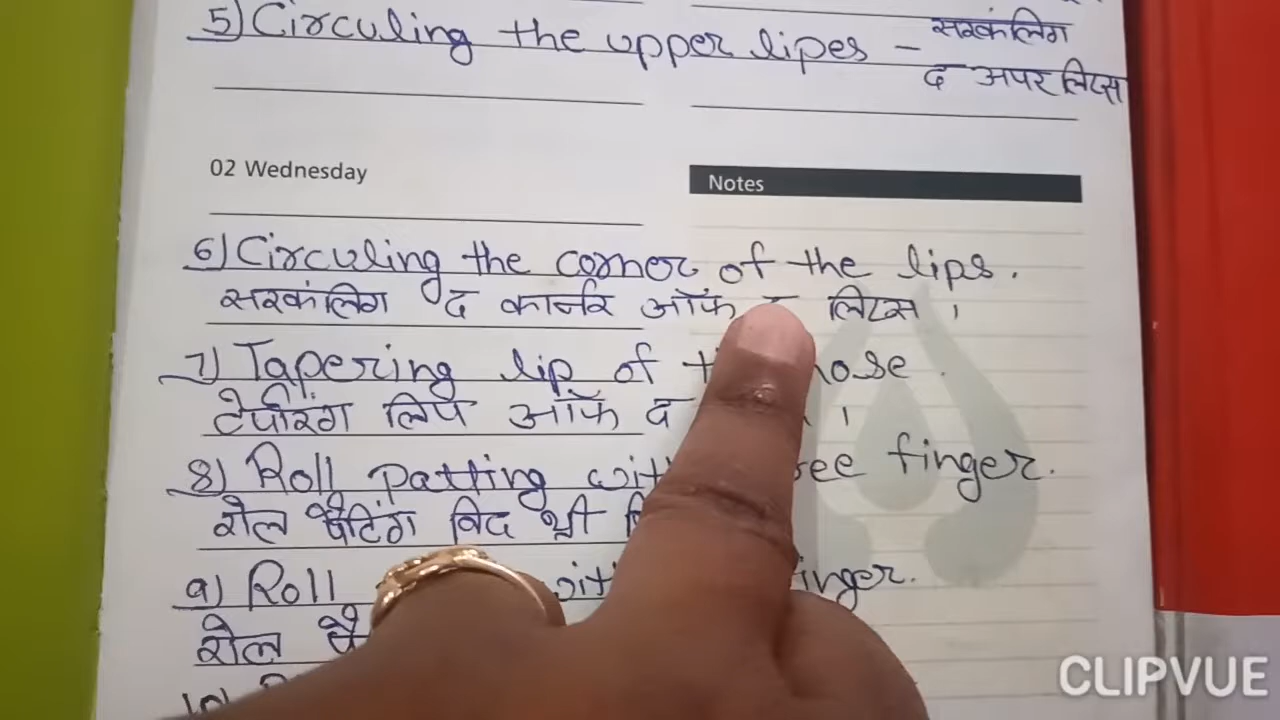 5) Circuling the upper lipes - सरकंलिग
द अपर लिप्स
02 Wednesday
Notes
6) Circuling the corner of the lips.
सरकंलिग द कार्नर ऑफ द लिप्स ।
7) Tapering lip of nose.
टेपरिंग लिप ऑफ द ।
8) Roll patting finger.
रोल पैटिंग विद थ्री
9) Roll finger.
रोल
CLIPVUE